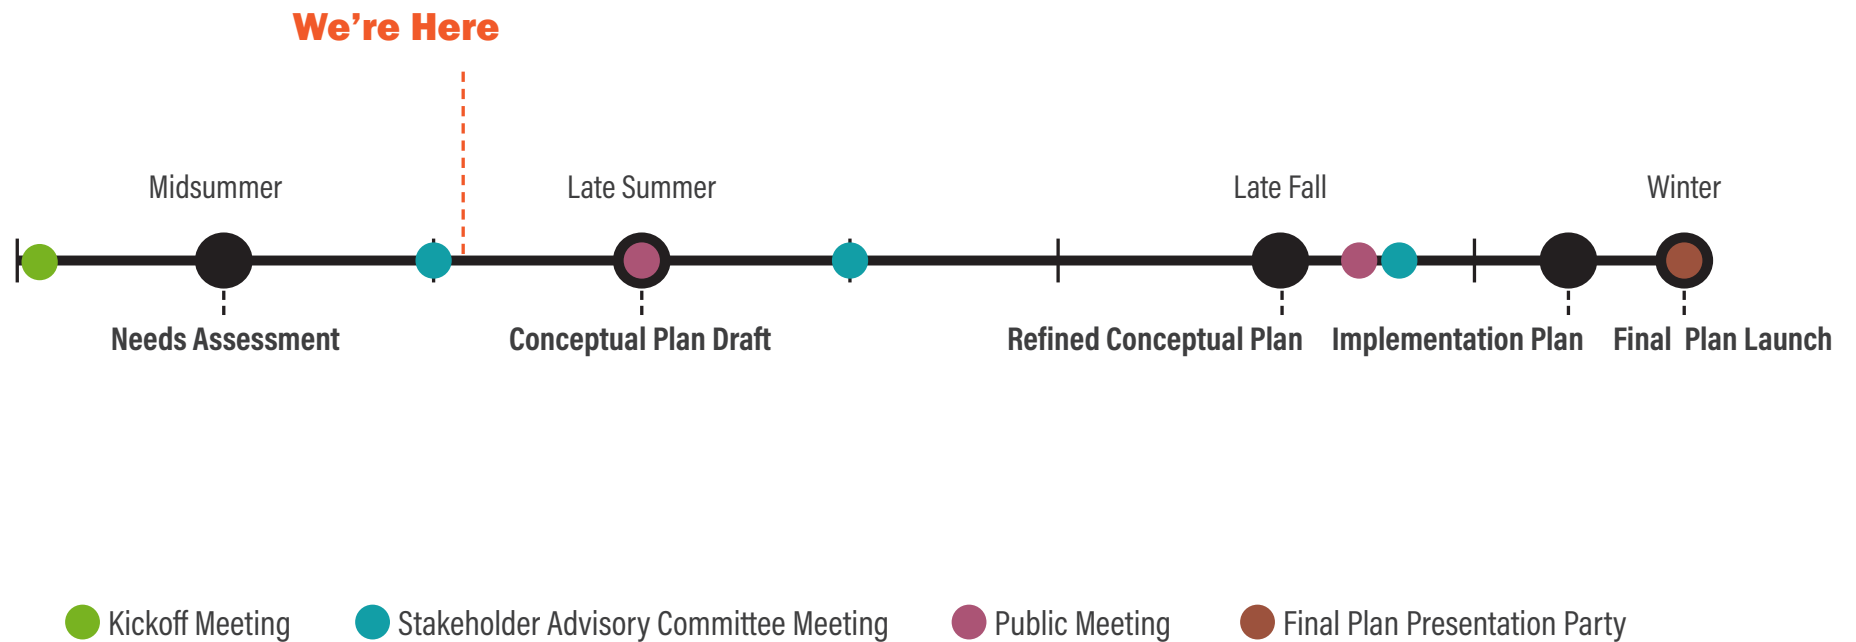 We're Here
Midsummer
Late Summer
Late Fall
Winter
Needs Assessment
Conceptual Plan Draft
Refined Conceptual Plan
Implementation Plan
Final Plan Launch
Kickoff Meeting
Stakeholder Advisory Committee Meeting
Public Meeting
Final Plan Presentation Party